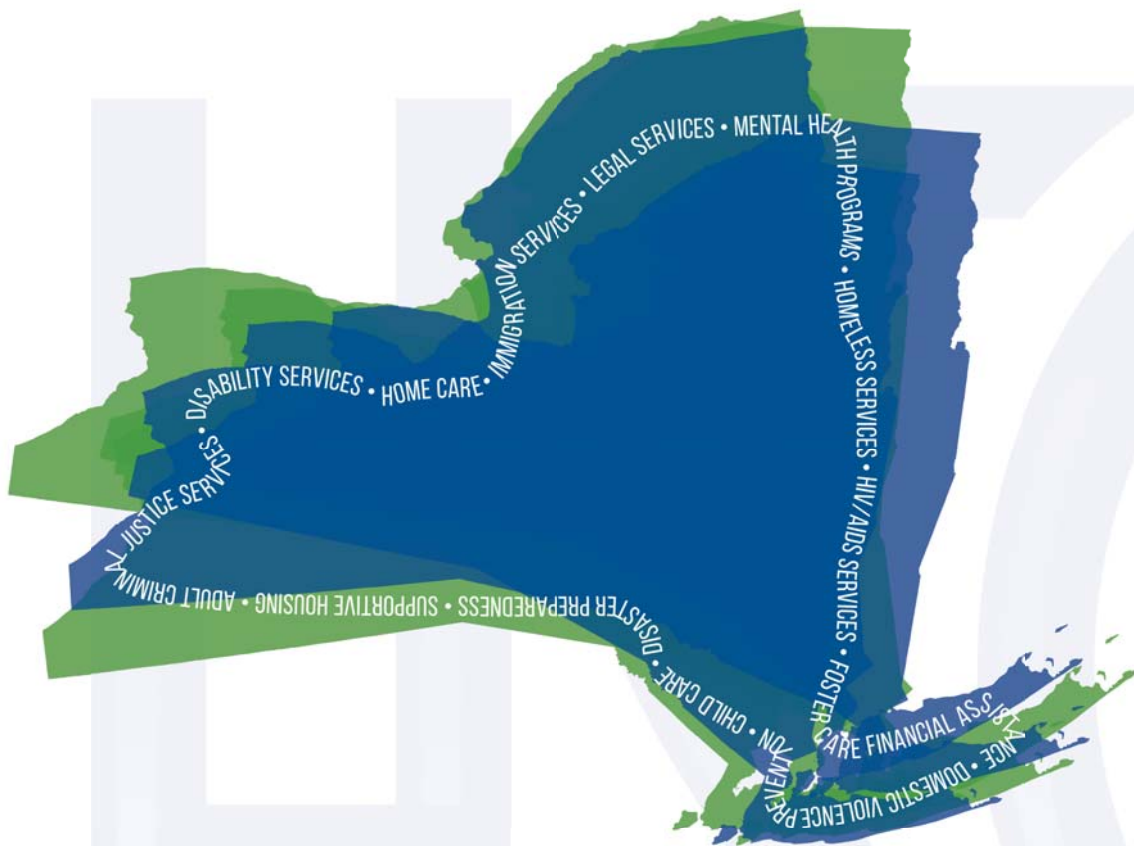 IMMIGRATION SERVICES • LEGAL SERVICES • MENTAL HEALTH PROGRAMS • HOMELESS SERVICES • HIV/AIDS SERVICES • FOSTER CARE FINANCIAL ASSISTANCE • DOMESTIC VIOLENCE PREVENTION • CHILD CARE • DISASTER PREPAREDNESS • SUPPORTIVE HOUSING • ADULT CRIMINAL JUSTICE SERVICES • DISABILITY SERVICES • HOME CARE •